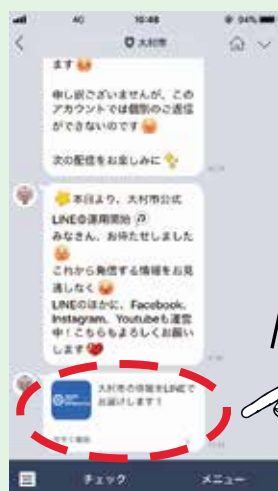 4G 10:48 94%
大村市
ます
申し訳ございませんが、この
アカウントでは個別のご返信
ができないのです
次の配信をお楽しみに
本日より、大村市公式
LINE@運用開始
みなさん、お待たせしました
これから発信する情報をお見
逃しなく
LINEのほかに、Facebook、
Instagram、Youtubeも運営
中！こちらもよろしくお願い
します
大村市の情報をLINEで
お届けします！
今すぐ確認
チェック
メニュー